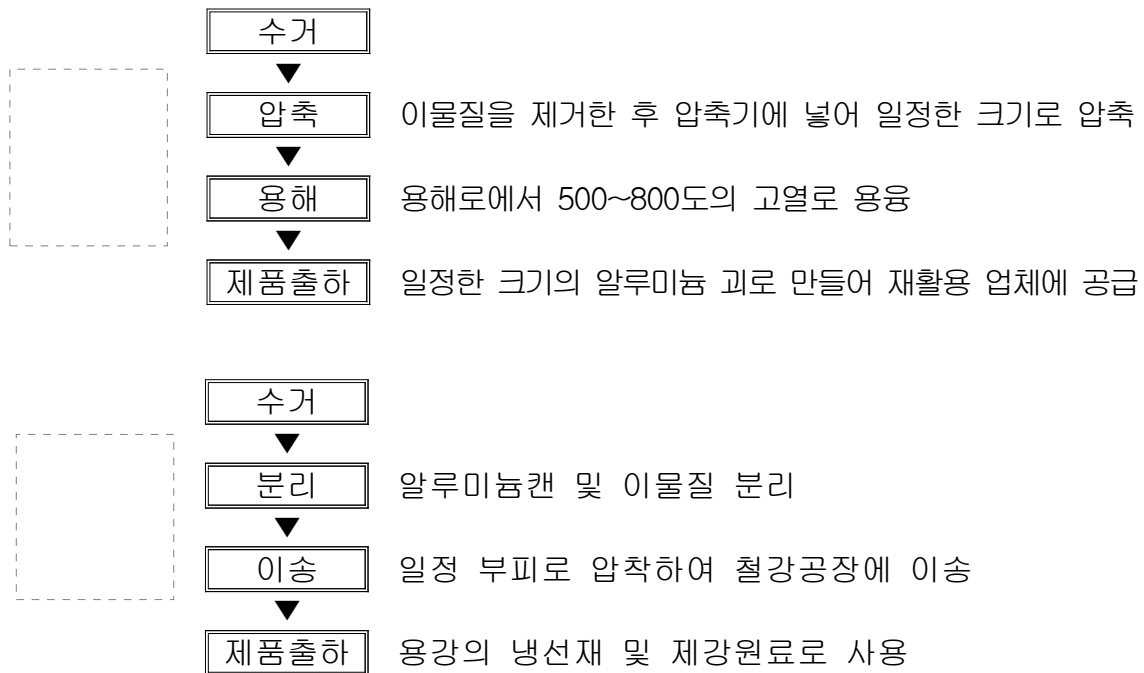 수거
▼
압축 이물질을 제거한 후 압축기에 넣어 일정한 크기로 압축
▼
용해 용해로에서 500~800도의 고열로 용융
▼
제품출하 일정한 크기의 알루미늄 괴로 만들어 재활용 업체에 공급
수거
▼
분리 알루미늄캔 및 이물질 분리
▼
이송 일정 부피로 압착하여 철강공장에 이송
▼
제품출하 용강의 냉선재 및 제강원료로 사용